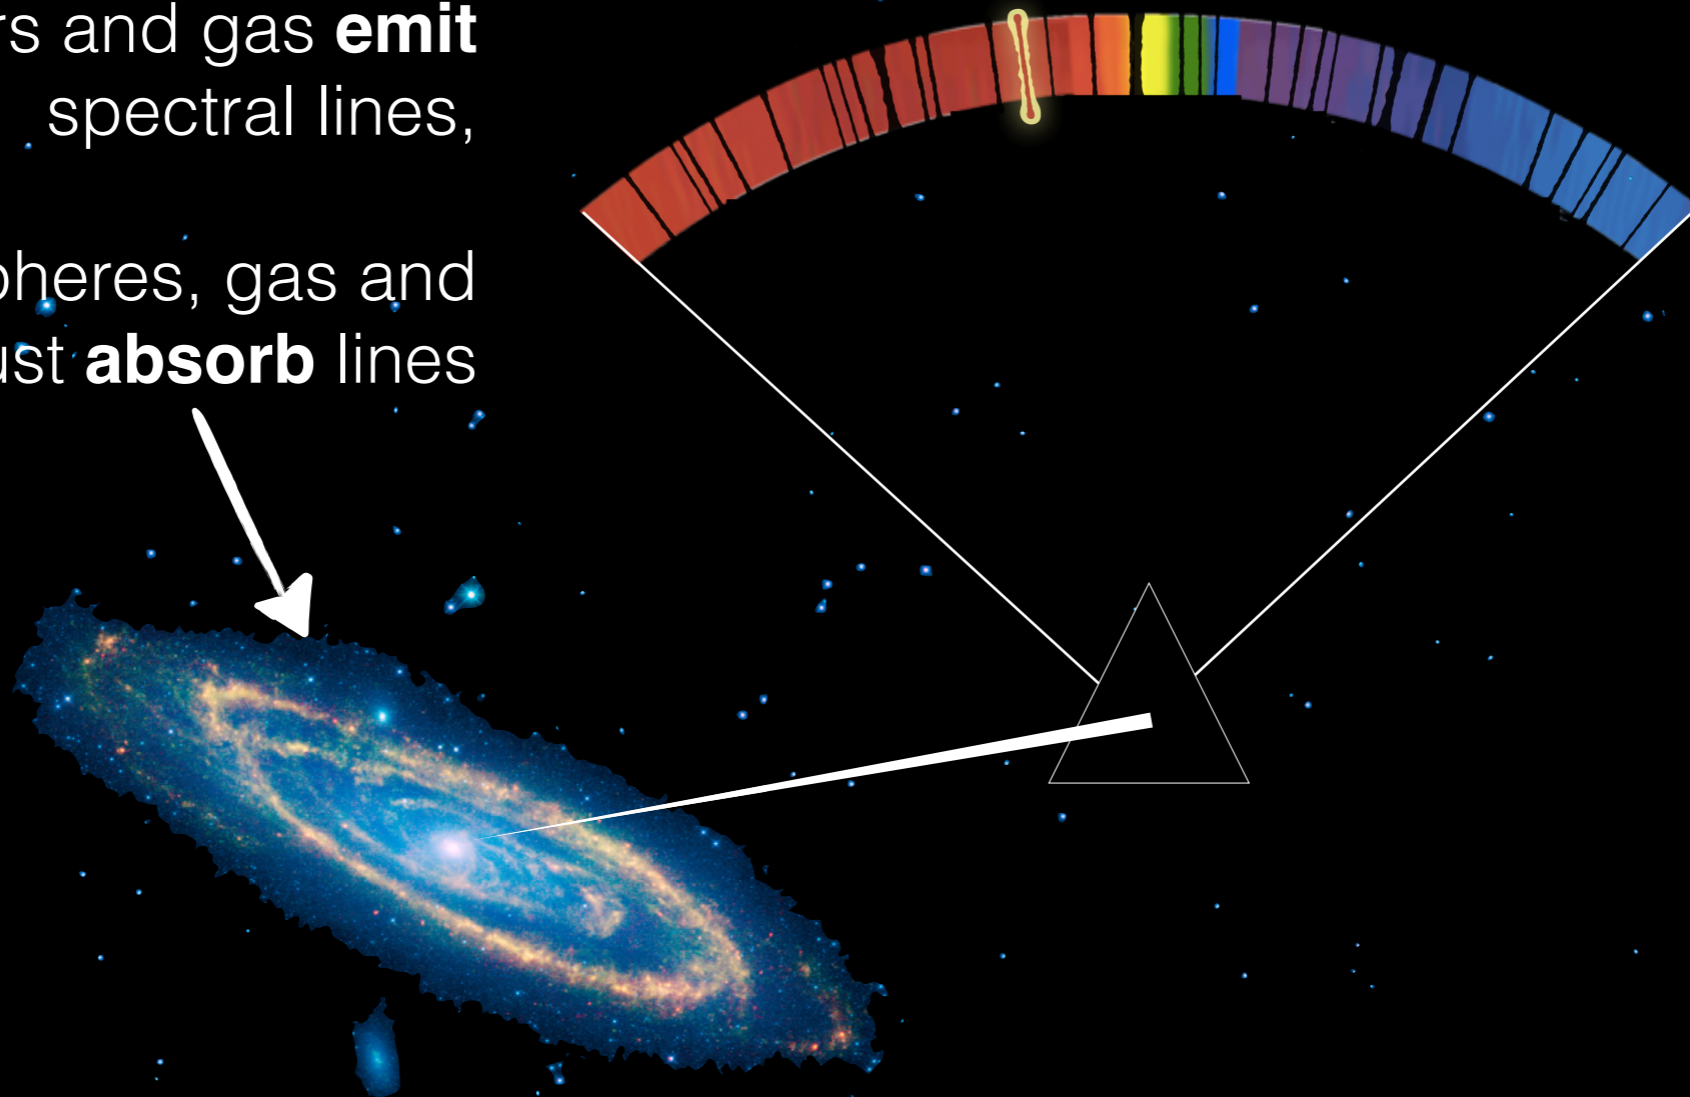 rs and gas emit
spectral lines,
pheres, gas and
ust absorb lines